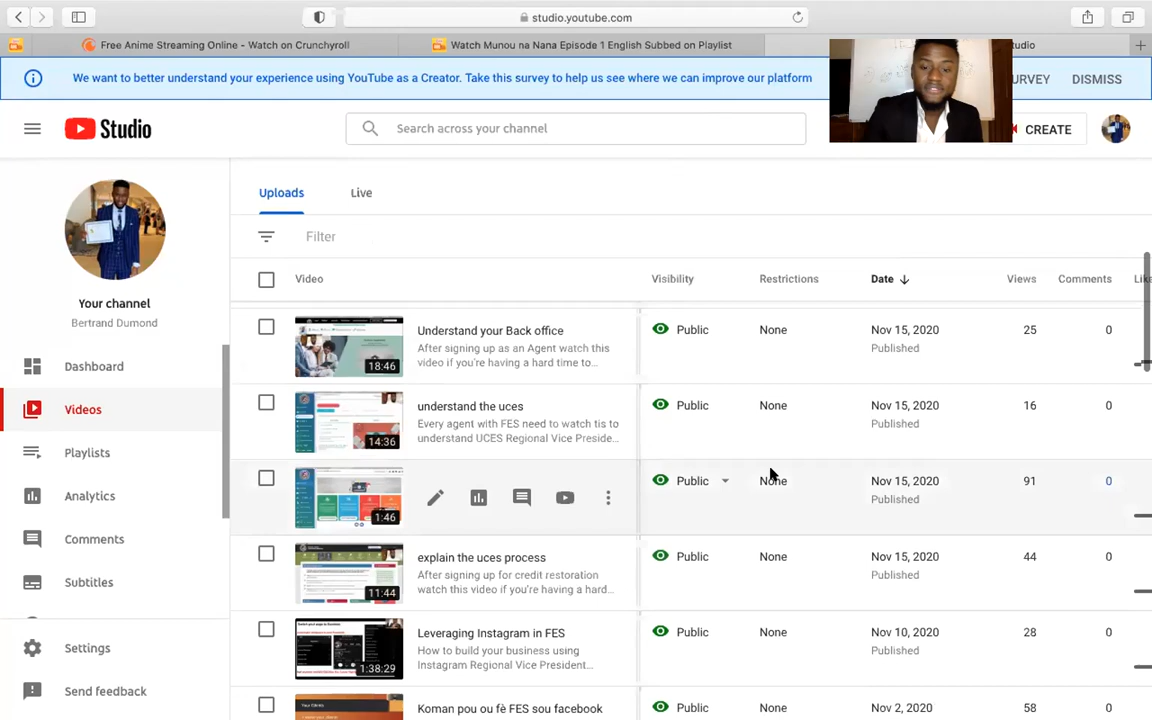 studio.youtube.com
Free Anime Streaming Online - Watch on Crunchyroll
Watch Munou na Nana Episode 1 English Subbed on Playlist
We want to better understand your experience using YouTube as a Creator. Take this survey to help us see where we can improve our platform
DISMISS
Studio
Search across your channel
CREATE
Your channel
Bertrand Dumond
Dashboard
Videos
Playlists
Analytics
Comments
Subtitles
Settings
Send feedback
Uploads
Live
Filter
Video
Visibility
Restrictions
Date
Views
Comments
18:46
Understand your Back office
After signing up as an Agent watch this
video if you're having a hard time to...
Public
None
Nov 15, 2020
Published
25
0
14:36
understand the uces
Every agent with FES need to watch tis to
understand UCES Regional Vice Preside...
Public
None
Nov 15, 2020
Published
16
0
1:46
Public
None
Nov 15, 2020
Published
91
0
11:44
explain the uces process
After signing up for credit restoration
watch this video if you're having a hard...
Public
None
Nov 15, 2020
Published
44
0
1:38:29
Leveraging Instagram in FES
How to build your business using
Instagram Regional Vice President...
Public
None
Nov 10, 2020
Published
28
0
Koman pou ou fè FES sou facebook
Public
None
Nov 2, 2020
58
0